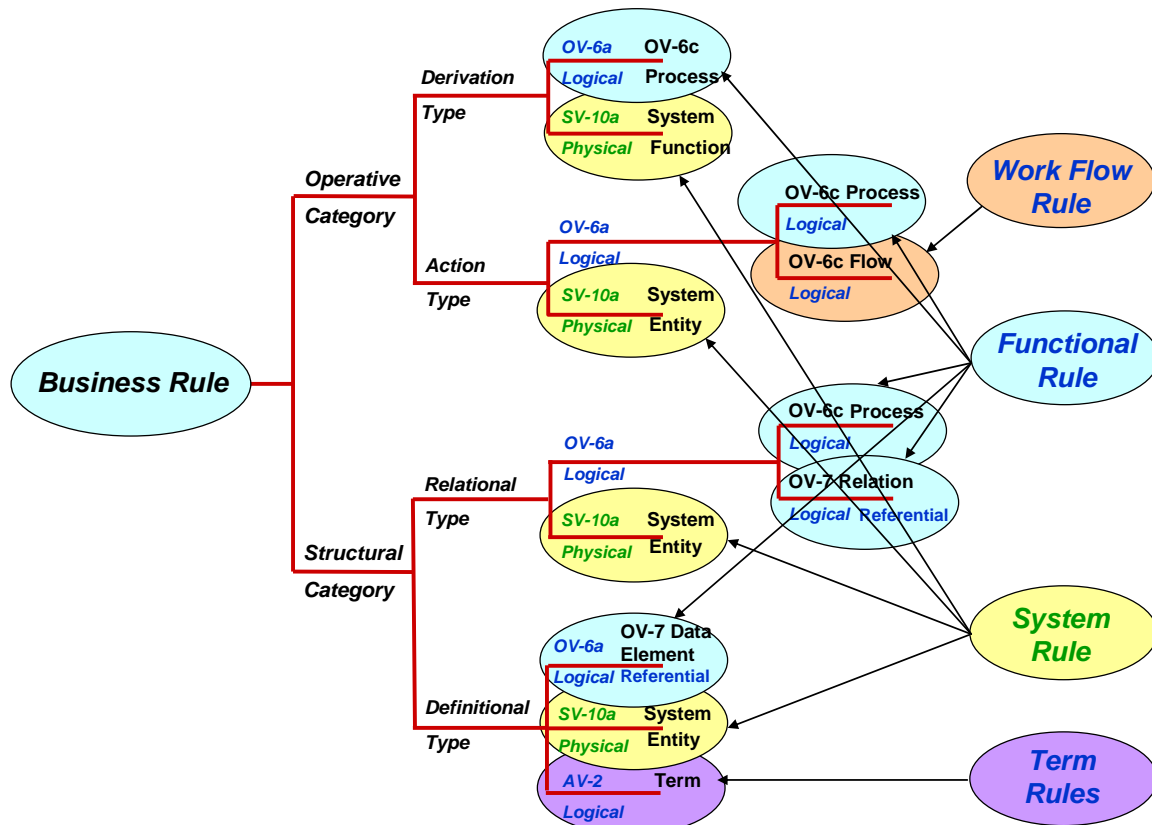 OV-6a OV-6c
Logical Process
Derivation
Type
SV-10a System
Physical Function
Operative
Category
OV-6a
Logical
OV-6c Process
Logical
OV-6c Flow
Logical
Work Flow
Rule
Action
Type
SV-10a System
Physical Entity
Business Rule
Functional
Rule
OV-6a
Logical
OV-6c Process
Logical
OV-7 Relation
Logical Referential
Relational
Type
SV-10a System
Physical Entity
Structural
Category
System
Rule
OV-6a OV-7 Data
Element
Logical Referential
Definitional
Type
SV-10a System
Physical Entity
AV-2 Term
Logical
Term
Rules